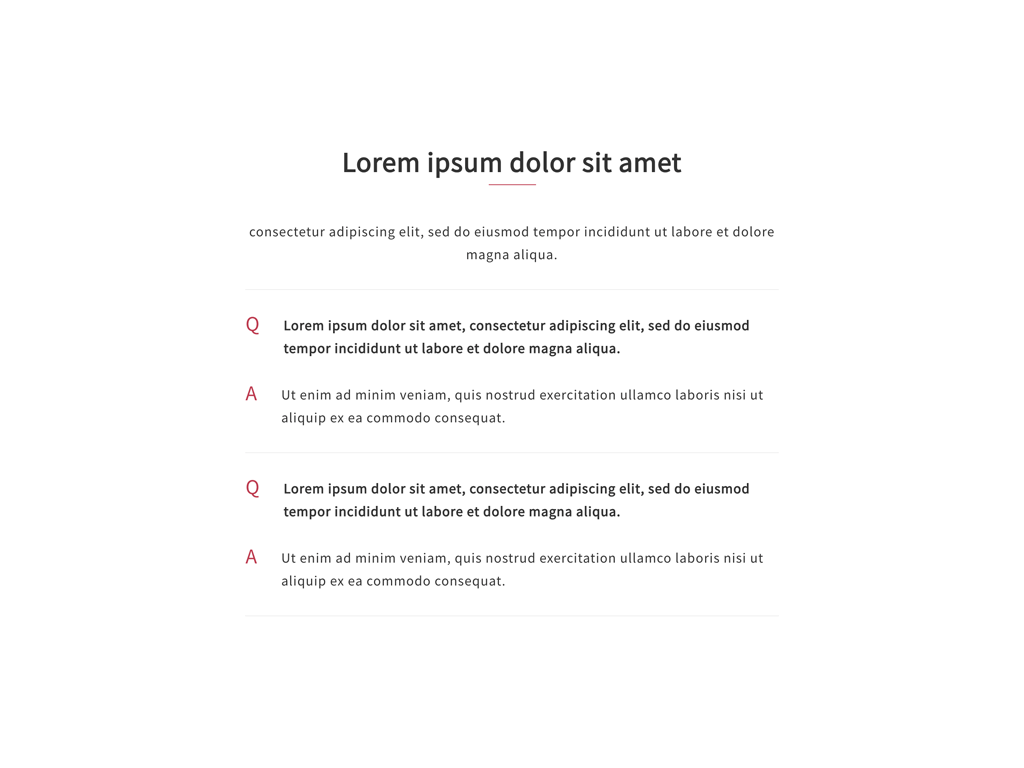 Lorem ipsum dolor sit amet
consectetur adipiscing elit, sed do eiusmod tempor incididunt ut labore et dolore
magna aliqua.
Q Lorem ipsum dolor sit amet, consectetur adipiscing elit, sed do eiusmod
tempor incididunt ut labore et dolore magna aliqua.
A Ut enim ad minim veniam, quis nostrud exercitation ullamco laboris nisi ut
aliquip ex ea commodo consequat.
Q Lorem ipsum dolor sit amet, consectetur adipiscing elit, sed do eiusmod
tempor incididunt ut labore et dolore magna aliqua.
A Ut enim ad minim veniam, quis nostrud exercitation ullamco laboris nisi ut
aliquip ex ea commodo consequat.